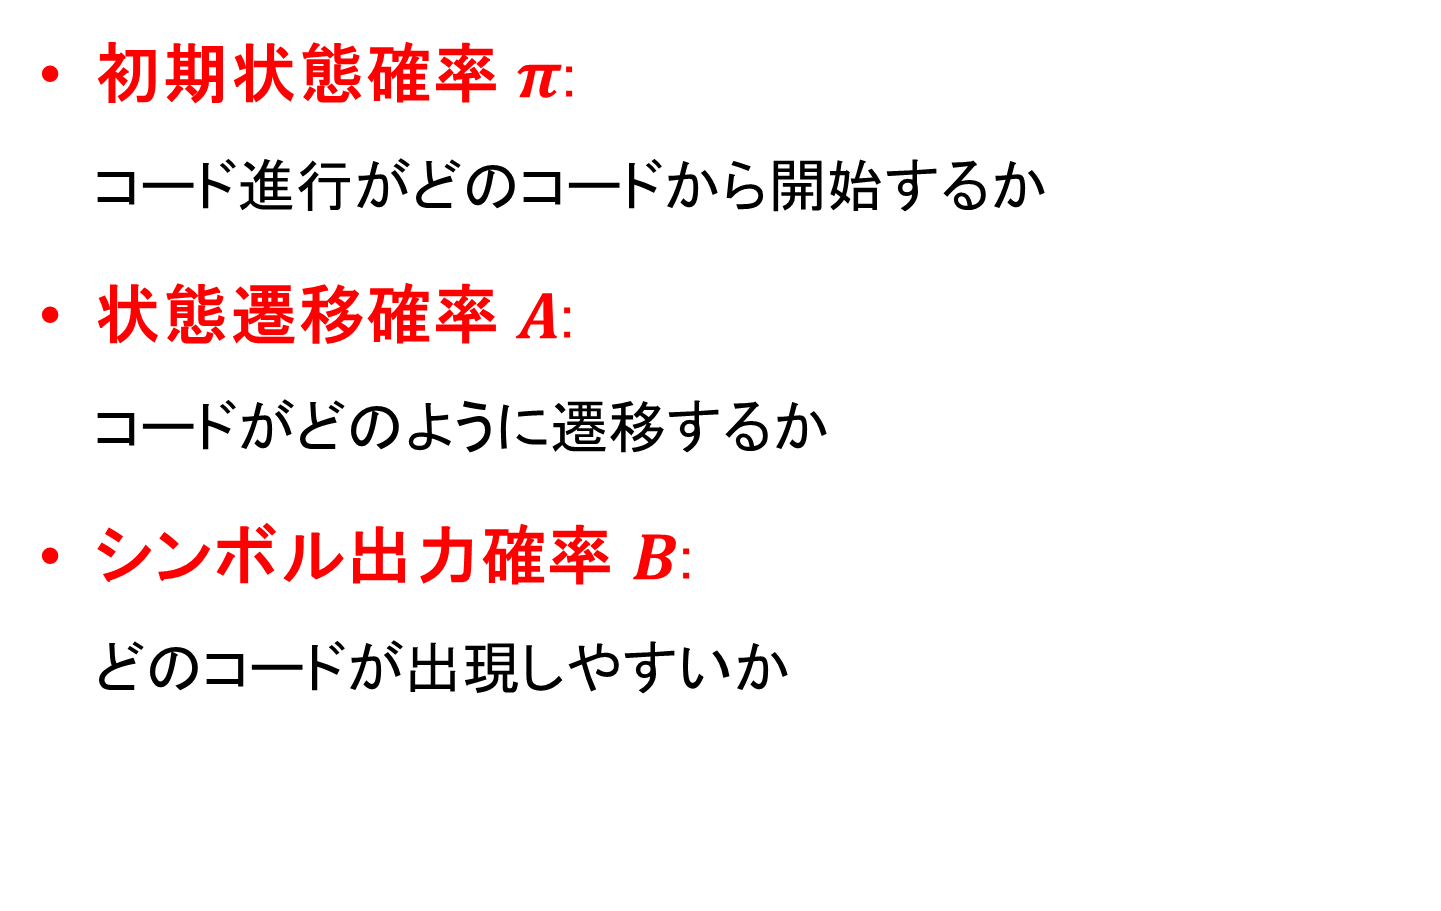 • 初期状態確率 π:
コード進行がどのコードから開始するか
• 状態遷移確率 A:
コードがどのように遷移するか
• シンボル出力確率 B:
どのコードが出現しやすいか